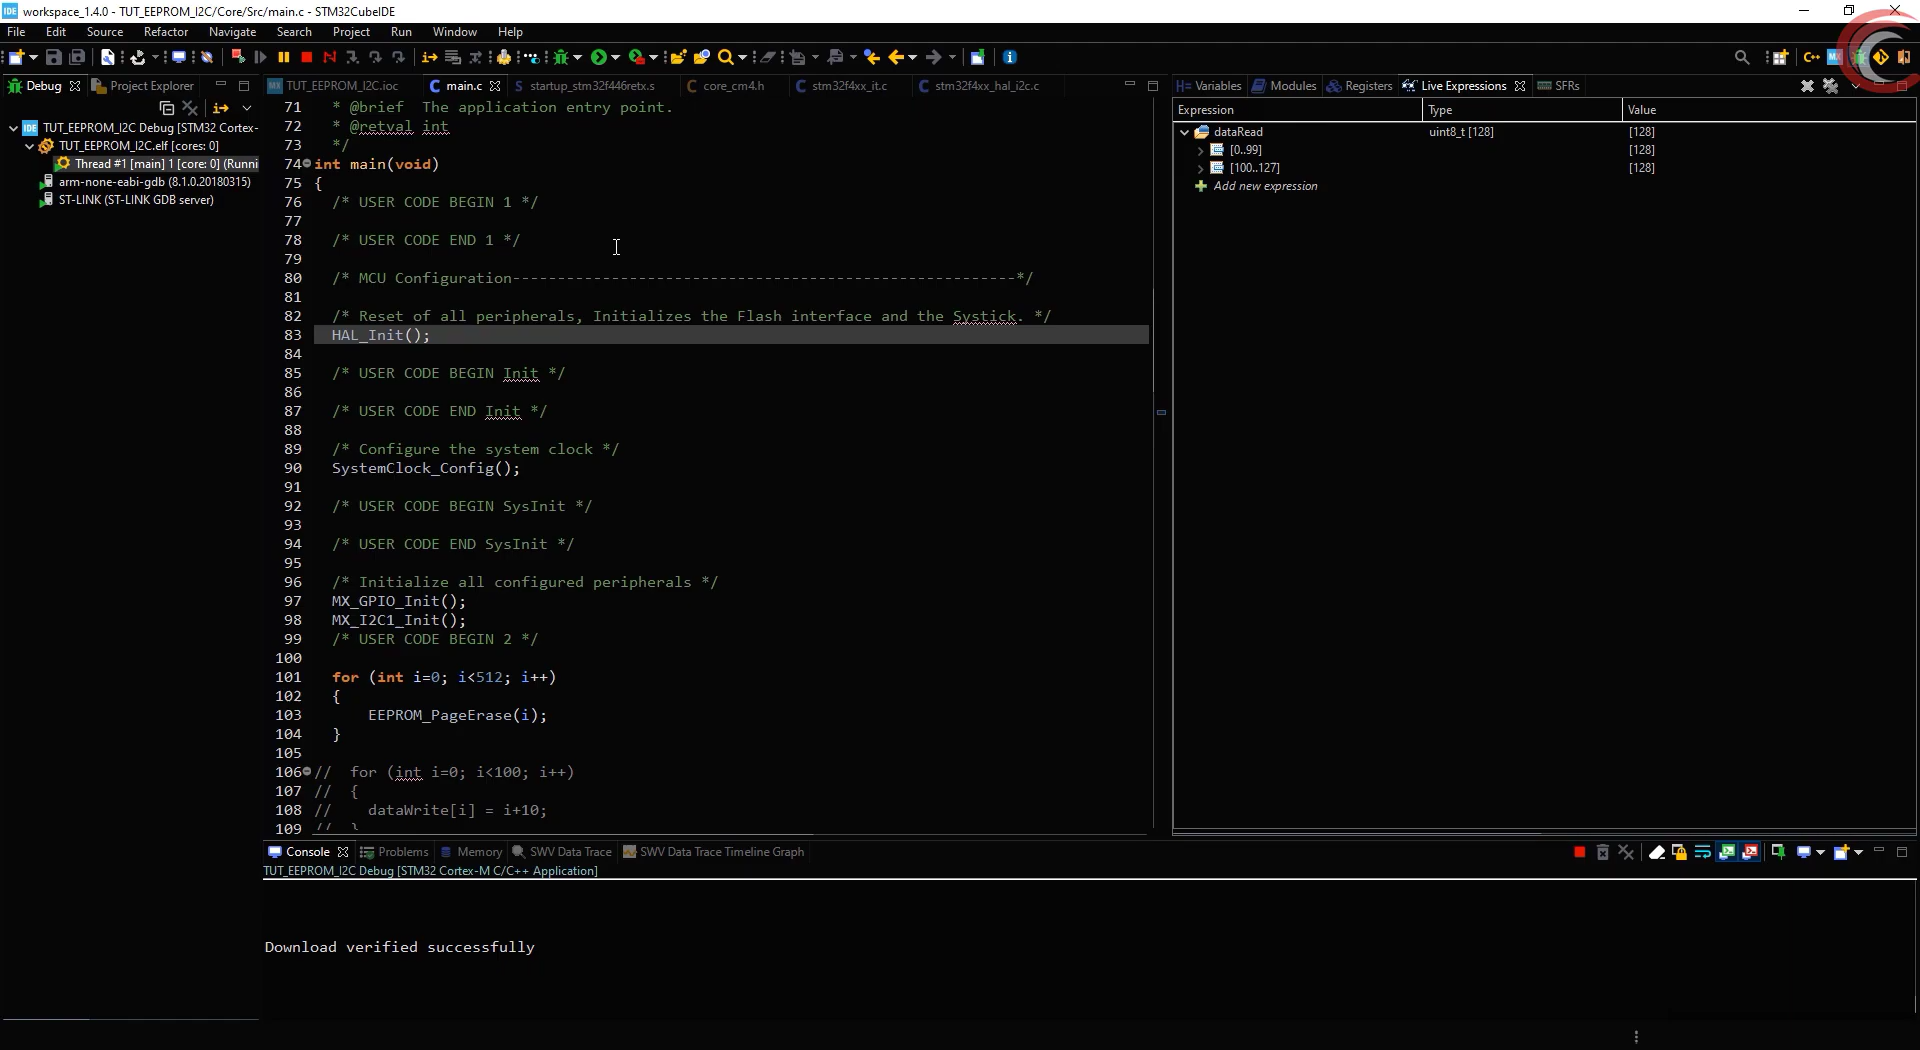 IDE workspace_1.4.0 - TUT_EEPROM_I2C/Core/Src/main.c - STM32CubeIDE
File Edit Source Refactor Navigate Search Project Run Window Help
Debug Project Explorer
TUT_EEPROM_I2C.ioc main.c startup_stm32f446retx.s core_cm4.h stm32f4xx_it.c stm32f4xx_hal_i2c.c
Variables Modules Registers Live Expressions SFRs
IDE TUT_EEPROM_I2C Debug [STM32 Cortex-
TUT_EEPROM_I2C.elf [cores: 0]
Thread #1 [main] 1 [core: 0] (Runni
arm-none-eabi-gdb (8.1.0.20180315)
ST-LINK (ST-LINK GDB server)
71 * @brief  The application entry point.
72 * @retval int
73 */
74 int main(void)
75 {
76 /* USER CODE BEGIN 1 */
77
78 /* USER CODE END 1 */
79
80 /* MCU Configuration--------------------------------------------------------*/
81
82 /* Reset of all peripherals, Initializes the Flash interface and the Systick. */
83 HAL_Init();
84
85 /* USER CODE BEGIN Init */
86
87 /* USER CODE END Init */
88
89 /* Configure the system clock */
90 SystemClock_Config();
91
92 /* USER CODE BEGIN SysInit */
93
94 /* USER CODE END SysInit */
95
96 /* Initialize all configured peripherals */
97 MX_GPIO_Init();
98 MX_I2C1_Init();
99 /* USER CODE BEGIN 2 */
100
101 for (int i=0; i<512; i++)
102 {
103 EEPROM_PageErase(i);
104 }
105
106 // for (int i=0; i<100; i++)
107 // {
108 // dataWrite[i] = i+10;
109 // }
Expression Type Value
dataRead uint8_t [128] [128]
[0..99] [128]
[100..127] [128]
Add new expression
Console Problems Memory SWV Data Trace SWV Data Trace Timeline Graph
TUT_EEPROM_I2C Debug [STM32 Cortex-M C/C++ Application]
Download verified successfully